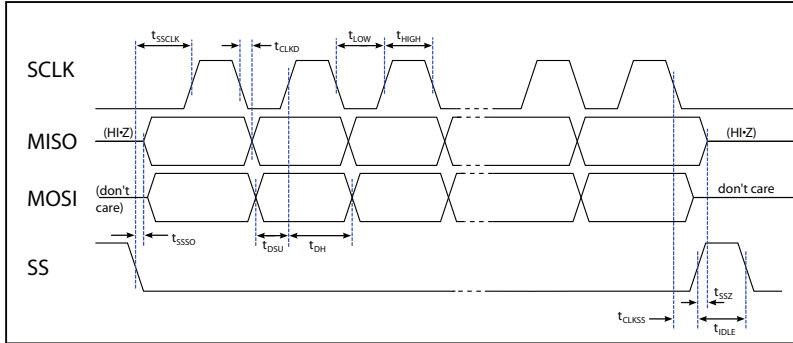 tSSCLK
tCLKD
tLOW
tHIGH
SCLK
(HI•Z)
MISO
(HI•Z)
(don't
care)
MOSI
don't care
tSSSO
tDSU
tDH
SS
tSSZ
tCLKSS
tIDLE